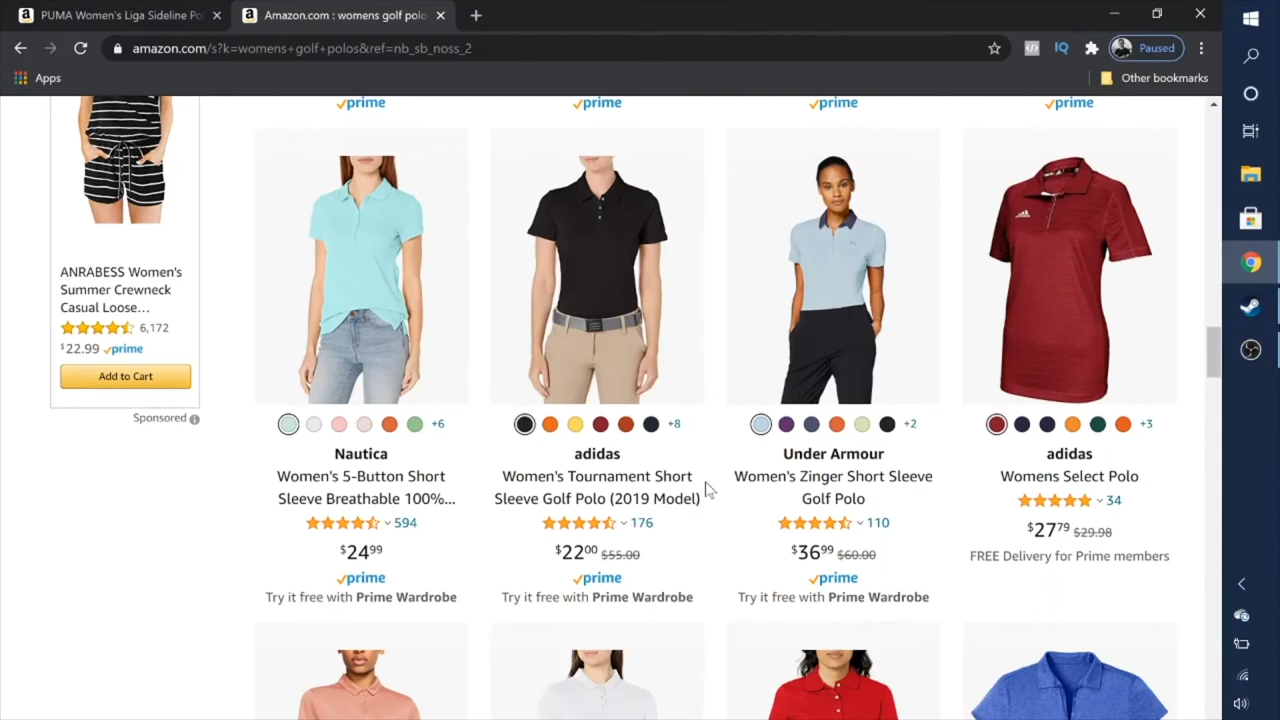 PUMA Women's Liga Sideline Po
Amazon.com : womens golf polo
amazon.com/s?k=womens+golf+polos&ref=nb_sb_noss_2
IQ
Paused
Apps
Other bookmarks
prime
prime
prime
prime
ANRABESS Women's
Summer Crewneck
Casual Loose…
6,172
$22.99 prime
Add to Cart
Sponsored
+6
+8
+2
+3
Nautica
Women's 5-Button Short
Sleeve Breathable 100%...
594
$24.99
prime
Try it free with Prime Wardrobe
adidas
Women's Tournament Short
Sleeve Golf Polo (2019 Model)
176
$22.00 $55.00
prime
Try it free with Prime Wardrobe
Under Armour
Women's Zinger Short Sleeve
Golf Polo
110
$36.99 $60.00
prime
Try it free with Prime Wardrobe
adidas
Womens Select Polo
34
$27.79 $29.98
FREE Delivery for Prime members